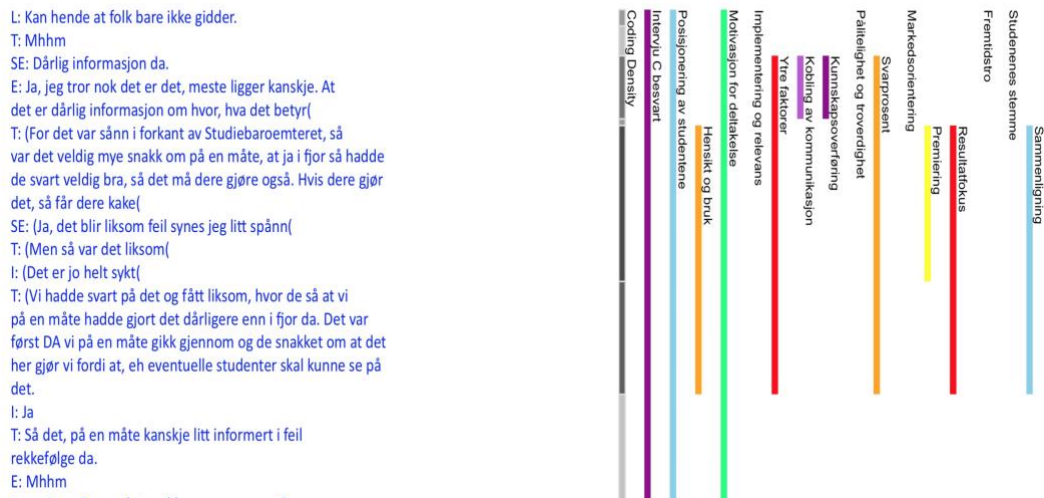 L: Kan hende at folk bare ikke gidder.
T: Mhhm
SE: Dårlig informasjon da.
E: Ja, jeg tror nok det er det, meste ligger kanskje. At
det er dårlig informasjon om hvor, hva det betyr(
T: (For det var sånn i forkant av Studiebaroemteret, så
var det veldig mye snakk om på en måte, at ja i fjor så hadde
de svart veldig bra, så det må dere gjøre også. Hvis dere gjør
det, så får dere kake(
SE: (Ja, det blir liksom feil synes jeg litt spånn(
T: (Men så var det liksom(
I: (Det er jo helt sykt(
T: (Vi hadde svart på det og fått liksom, hvor de så at vi
på en måte hadde gjort det dårligere enn i fjor da. Det var
først DA vi på en måte gikk gjennom og de snakket om at det
her gjør vi fordi at, eh eventuelle studenter skal kunne se på
det.
I: Ja
T: Så det, på en måte kanskje litt informert i feil
rekkefølge da.
E: Mhhm
Coding Density
Intervju C besvart
Posisjonering av studentene
Hensikt og bruk
Motivasjon for deltakelse
Implementering og relevans
Ytre faktorer
Kobling av kommunikasjon
Kunnskapsoverføring
Pålitelighet og troverdighet
Svarprosent
Markedsorientering
Premiering
Resultatfokus
Fremtidstro
Studenenes stemme
Sammenligning